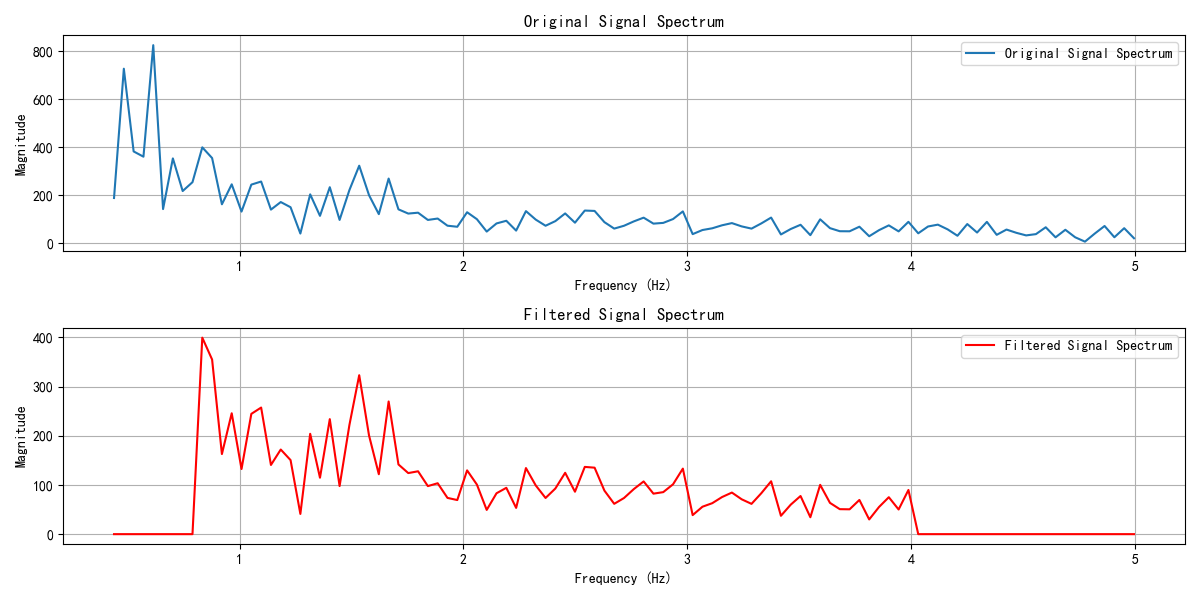 Original Signal Spectrum
Original Signal Spectrum
800
600
400
200
0
Magnitude
1 2 3 4 5
Frequency (Hz)
Filtered Signal Spectrum
Filtered Signal Spectrum
400
300
200
100
0
Magnitude
1 2 3 4 5
Frequency (Hz)